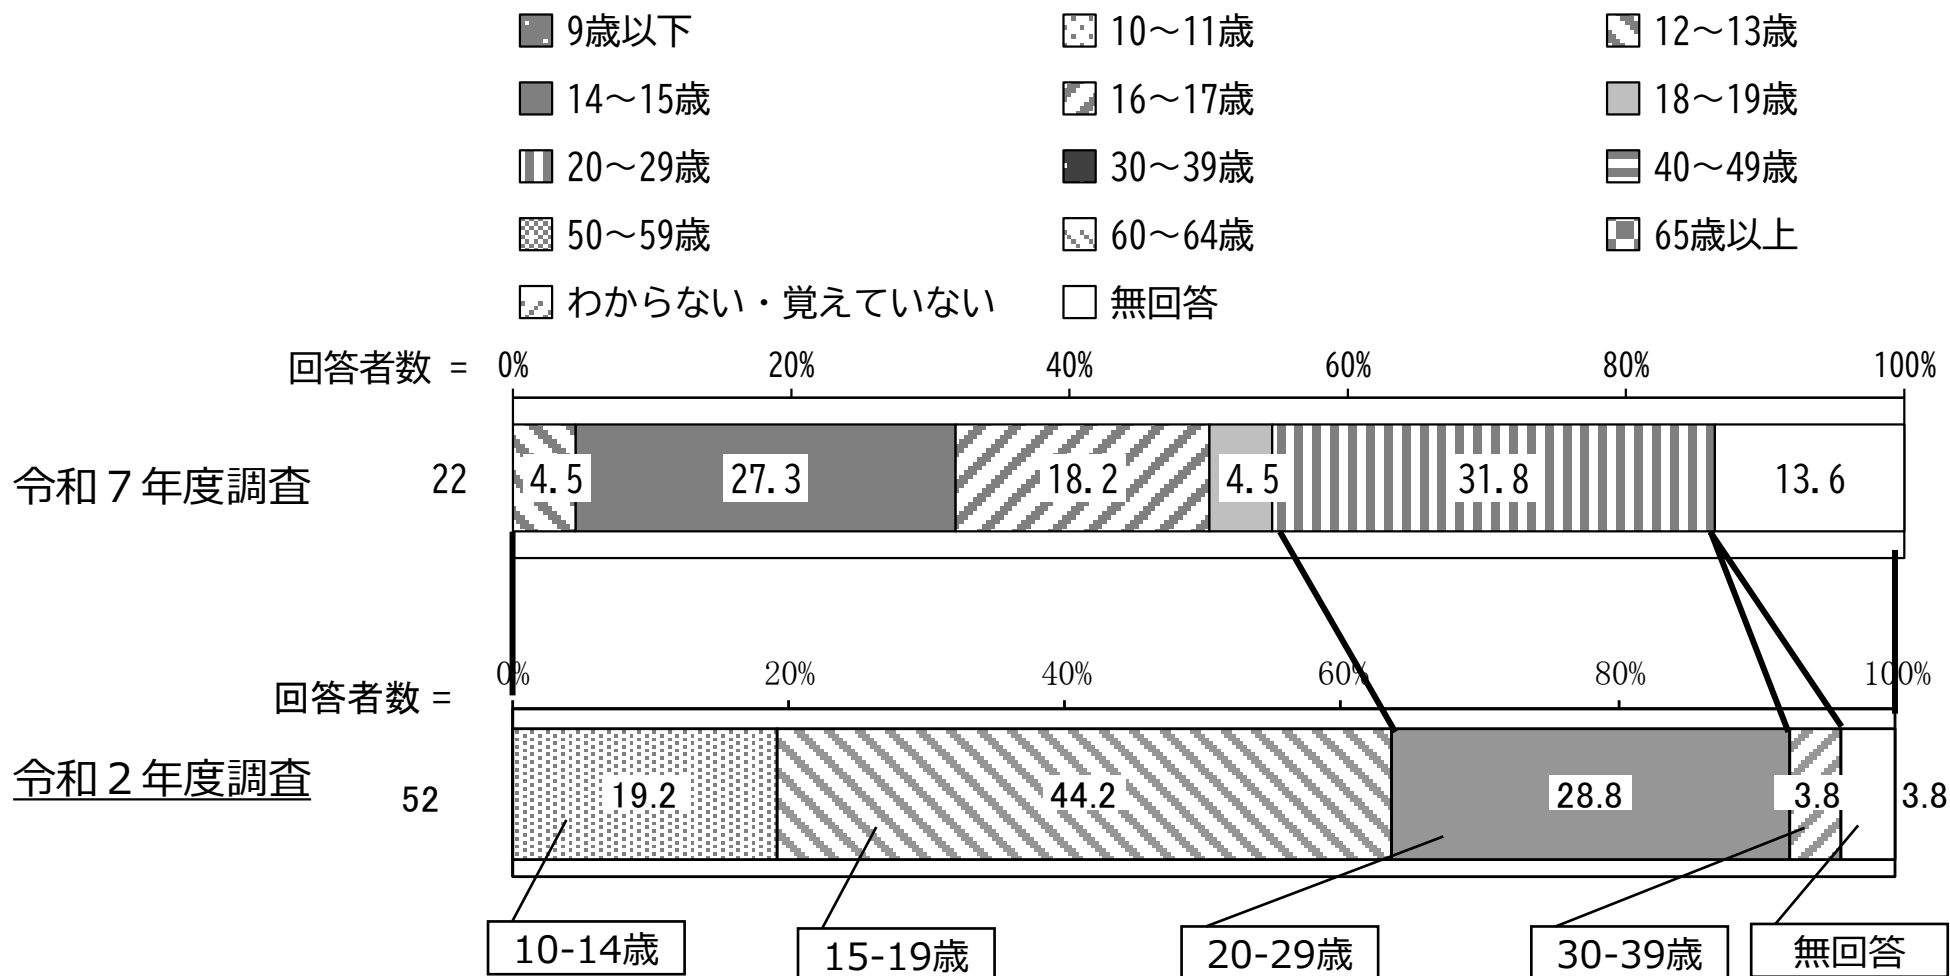 9歳以下 10～11歳 12～13歳
14～15歳 16～17歳 18～19歳
20～29歳 30～39歳 40～49歳
50～59歳 60～64歳 65歳以上
わからない・覚えていない 無回答
回答者数 = 0% 20% 40% 60% 80% 100%
令和７年度調査 22 4.5 27.3 18.2 4.5 31.8 13.6
0% 20% 40% 60% 80% 100%
回答者数 =
令和２年度調査 52 19.2 44.2 28.8 3.8 3.8
10-14歳 15-19歳 20-29歳 30-39歳 無回答